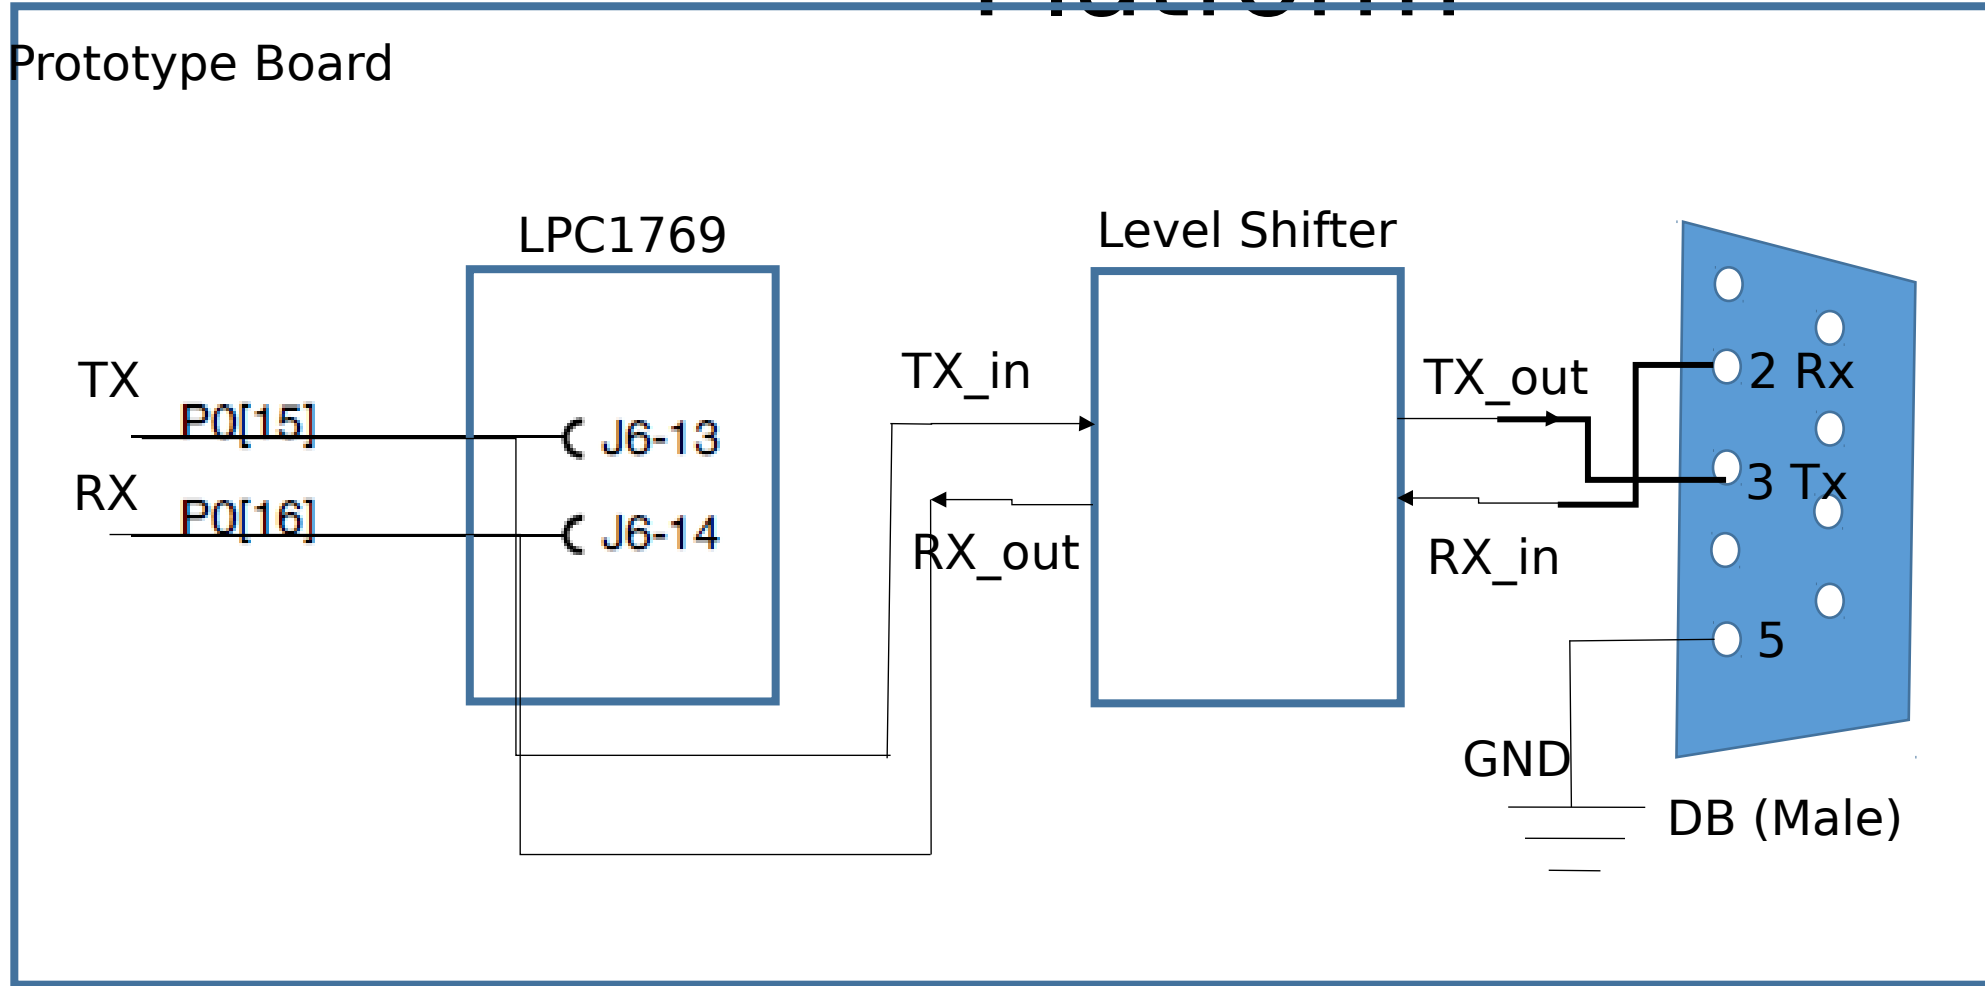 Prototype Board
LPC1769
Level Shifter
TX
P0[15]
J6-13
RX
P0[16]
J6-14
TX_in
RX_out
TX_out
RX_in
2 Rx
3 Tx
5
GND
DB (Male)